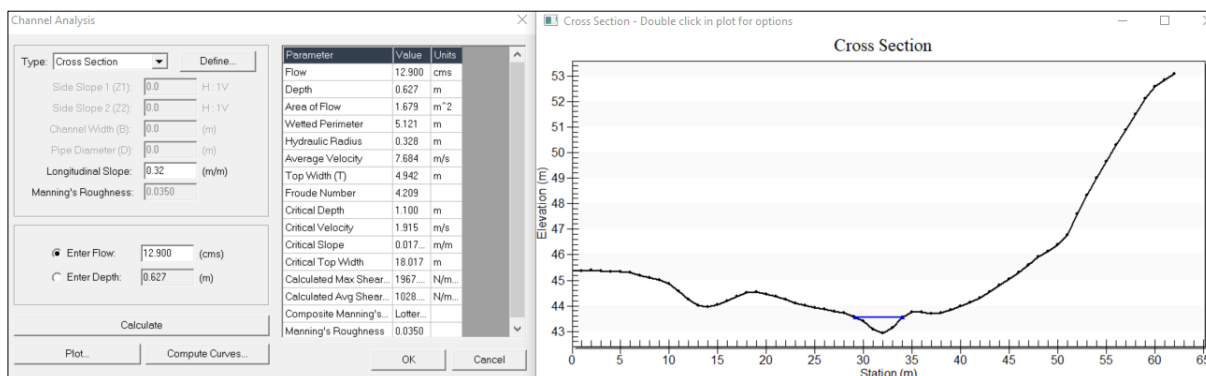 Channel Analysis
Type: Cross Section Define...
Side Slope 1 (Z1): 0.0 H : 1V
Side Slope 2 (Z2): 0.0 H : 1V
Channel Width (B): 0.0 (m)
Pipe Diameter (D): 0.0 (m)
Longitudinal Slope: 0.32 (m/m)
Manning's Roughness: 0.0350
Enter Flow: 12.900 (cms)
Enter Depth: 0.627 (m)
Calculate
Plot... Compute Curves...
Parameter Value Units
Flow 12.900 cms
Depth 0.627 m
Area of Flow 1.679 m^2
Wetted Perimeter 5.121 m
Hydraulic Radius 0.328 m
Average Velocity 7.684 m/s
Top Width (T) 4.942 m
Froude Number 4.209
Critical Depth 1.100 m
Critical Velocity 1.915 m/s
Critical Slope 0.017... m/m
Critical Top Width 18.017 m
Calculated Max Shear... 1967.... N/m...
Calculated Avg Shear... 1028.... N/m...
Composite Manning's... Lotter...
Manning's Roughness 0.0350
OK Cancel
Cross Section - Double click in plot for options
Cross Section
Elevation (m)
53
52
51
50
49
48
47
46
45
44
43
0 5 10 15 20 25 30 35 40 45 50 55 60 65
Station (m)